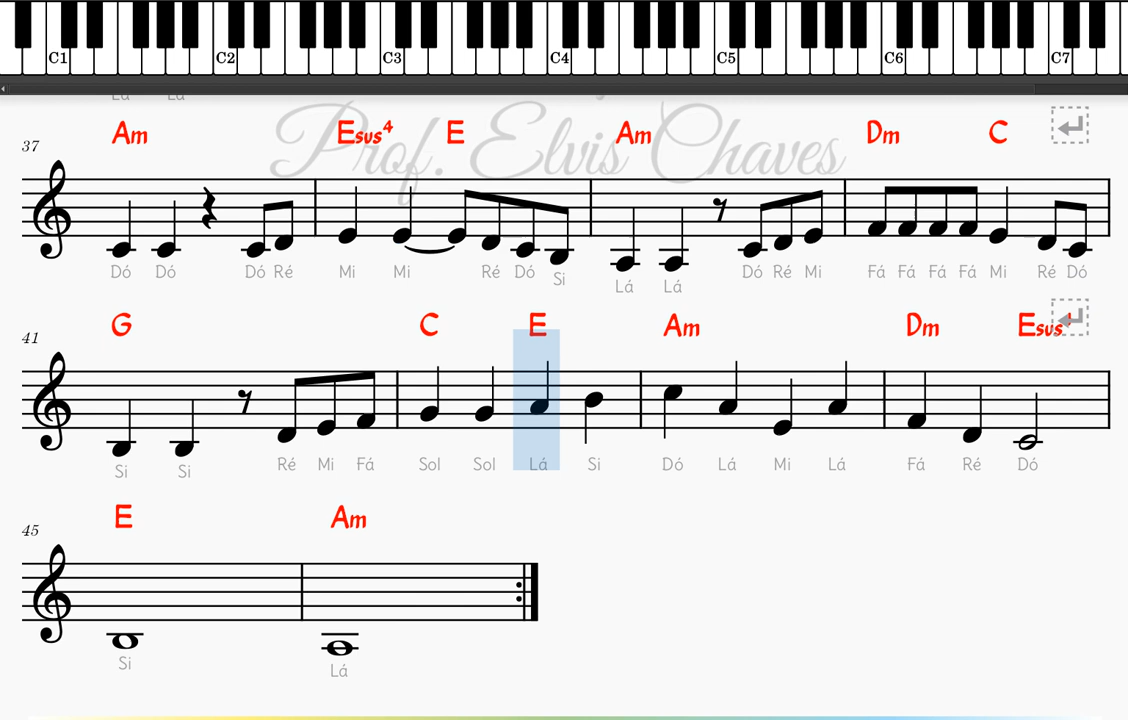 C1 C2 C3 C4 C5 C6 C7
Lá Lá
Prof. Elvis Chaves
37 Am Esus4 E Am Dm C
Dó Dó Dó Ré Mi Mi Ré Dó Si Lá Lá Dó Ré Mi Fá Fá Fá Fá Mi Ré Dó
41 G C E Am Dm Esus4
Si Si Ré Mi Fá Sol Sol Lá Si Dó Lá Mi Lá Fá Ré Dó
45 E Am
Si Lá